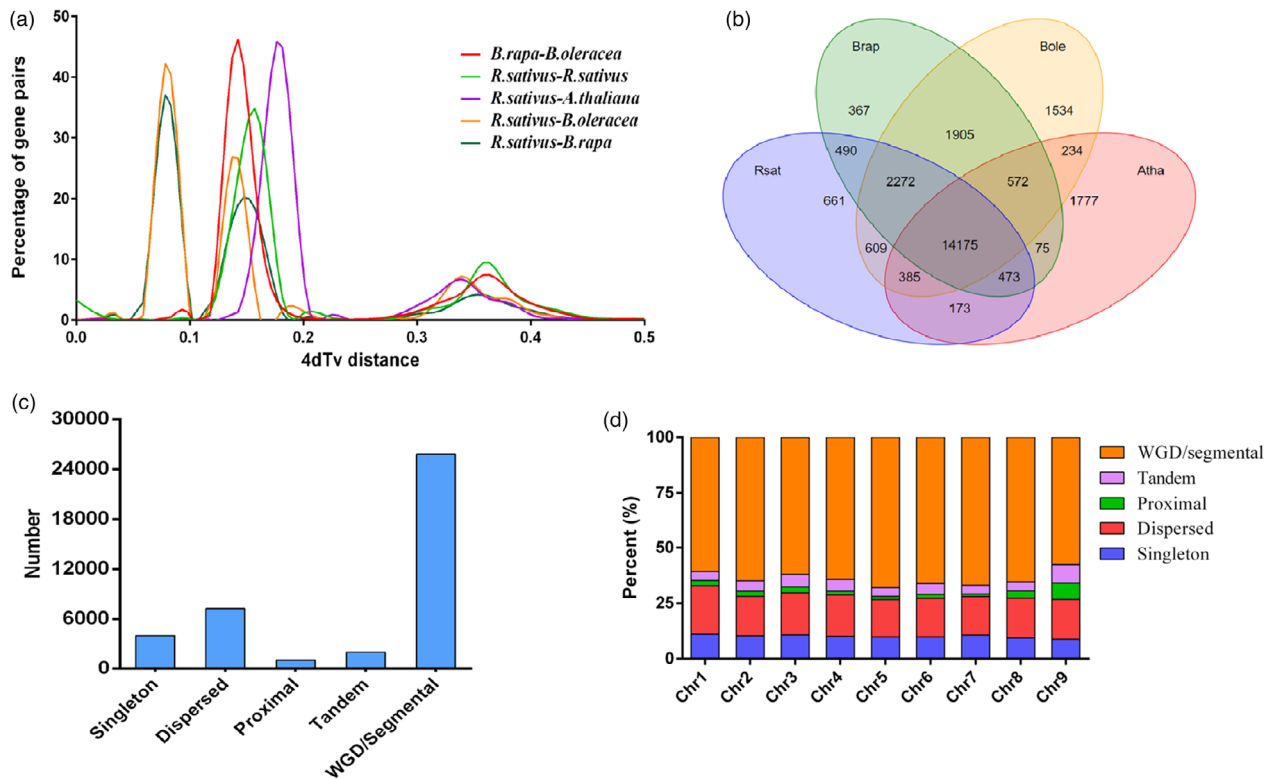 (a)
50
40
30
20
10
0
Percentage of gene pairs
0.0 0.1 0.2 0.3 0.4 0.5
4dTv distance
B.rapa-B.oleracea
R.sativus-R.sativus
R.sativus-A.thaliana
R.sativus-B.oleracea
R.sativus-B.rapa
(b)
Brap Bole
367 1534
1905
490 234
Rsat 2272 572 Atha
661 1777
609 14175 75
385 473
173
(c)
30000
24000
18000
12000
6000
0
Number
Singleton
Dispersed
Proximal
Tandem
WGD/Segmental
(d)
100
75
50
25
0
Percent (%)
Chr1
Chr2
Chr3
Chr4
Chr5
Chr6
Chr7
Chr8
Chr9
WGD/segmental
Tandem
Proximal
Dispersed
Singleton